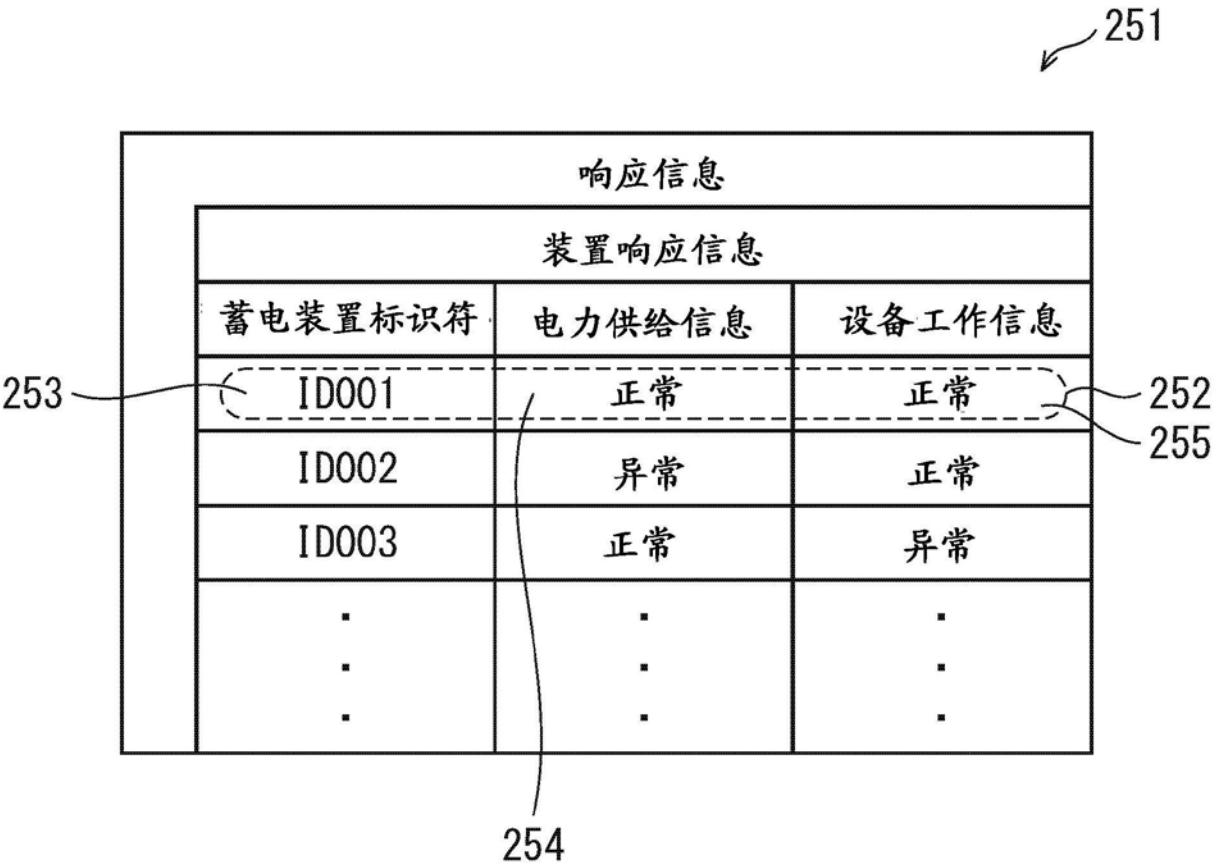 251
响应信息
装置响应信息
蓄电装置标识符 电力供给信息 设备工作信息
253 ID001 正常 正常 252
255
ID002 异常 正常
ID003 正常 异常
254